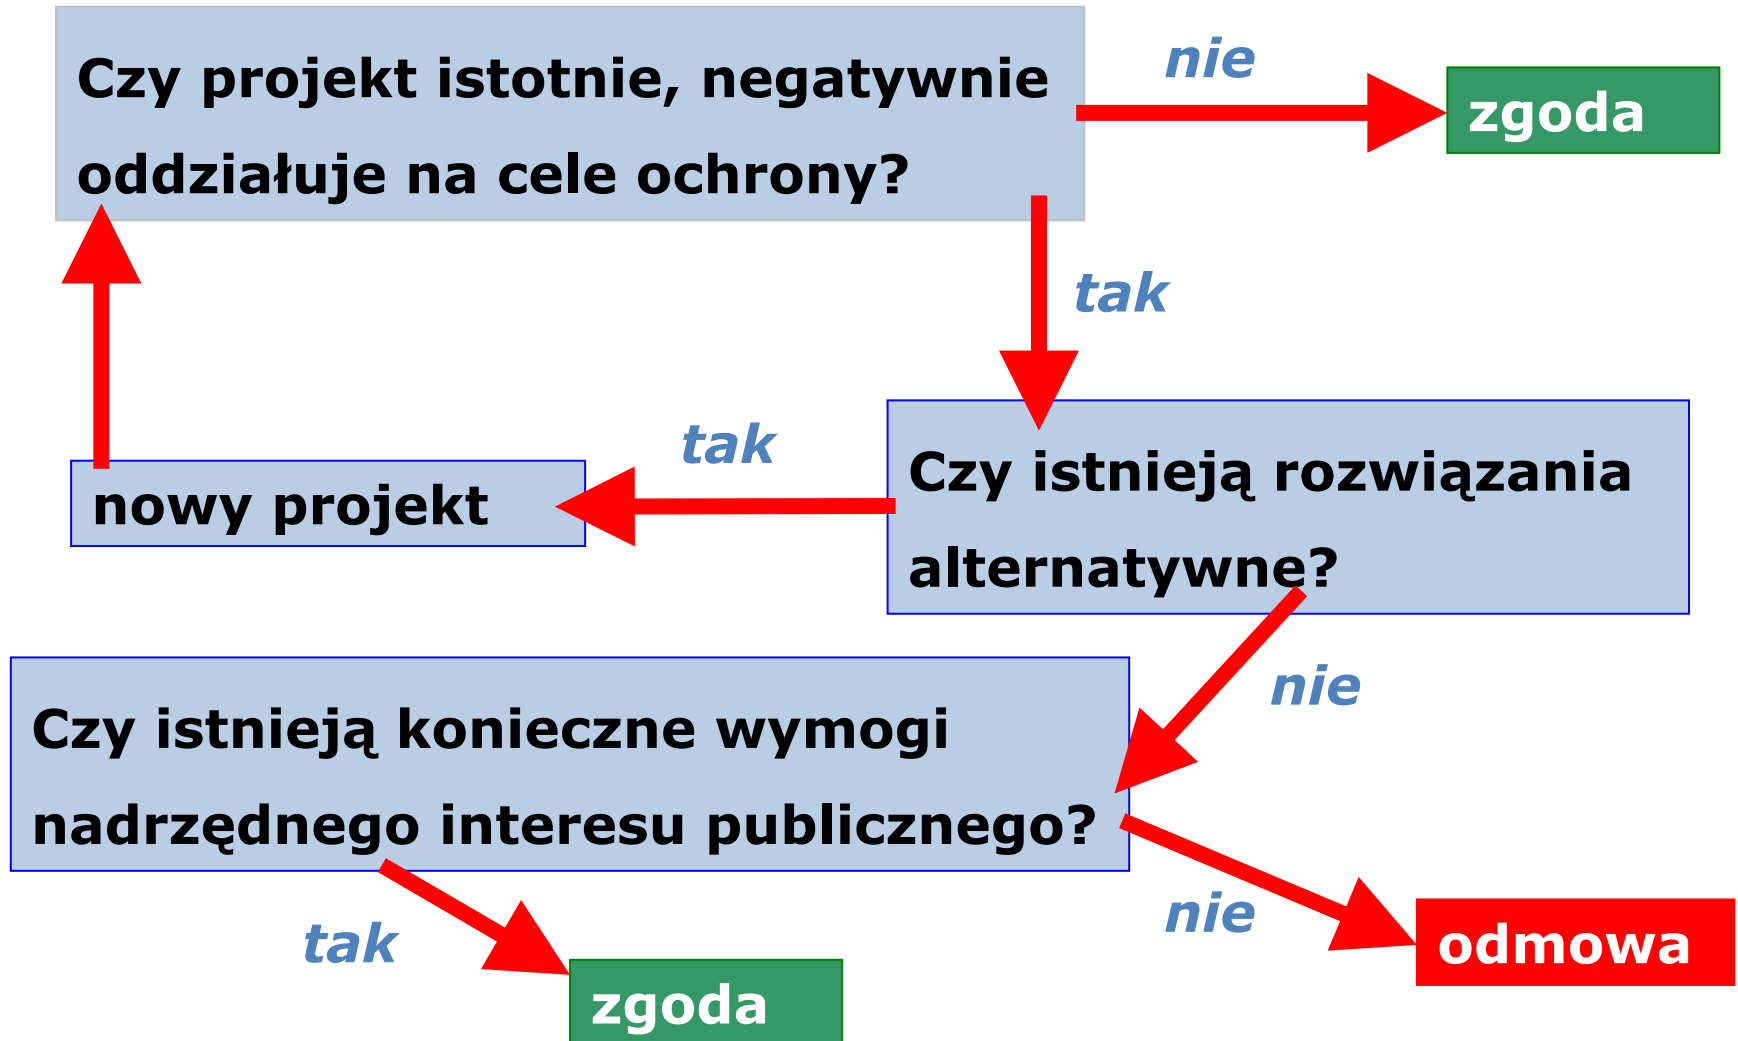 Czy projekt istotnie, negatywnie
oddziałuje na cele ochrony?
nie
zgoda
tak
Czy istnieją rozwiązania
alternatywne?
tak
nowy projekt
nie
Czy istnieją konieczne wymogi
nadrzędnego interesu publicznego?
nie
odmowa
tak
zgoda